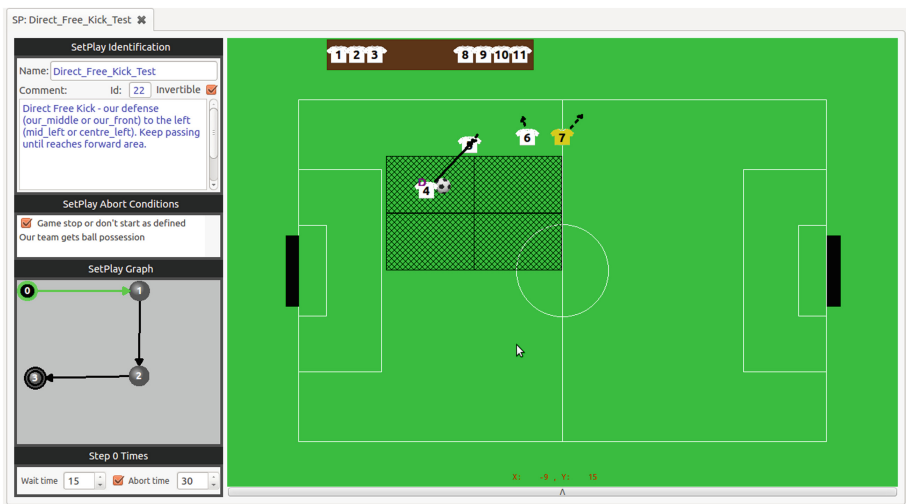 SP: Direct_Free_Kick_Test ✖
SetPlay Identification
Name: Direct_Free_Kick_Test
Comment: Id: 22 Invertible
Direct Free Kick - our defense
(our_middle or our_front) to the left
(mid_left or centre_left). Keep passing
until reaches forward area.
SetPlay Abort Conditions
Game stop or don't start as defined
Our team gets ball possession
SetPlay Graph
0 1
3 2
Step 0 Times
Wait time 15 Abort time 30
1 2 3 8 9 10 11
5 6 7
D
4
X: -9 , Y: 15